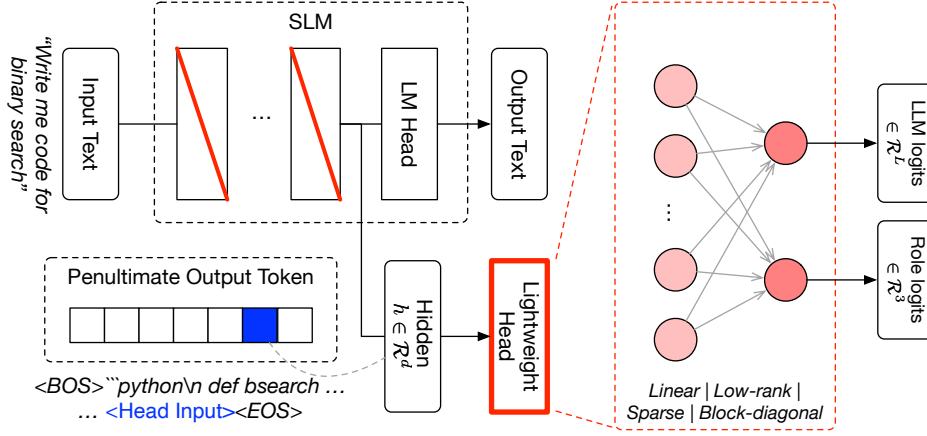 SLM
“Write me code for
binary search”
Input Text
...
LM Head
Output Text
LLM logits
∈ ℛ^L
Role logits
∈ ℛ^3
...
Penultimate Output Token
Hidden
h ∈ ℛ^d
Lightweight
Head
<BOS>```python\n def bsearch ...
... <Head Input><EOS>
Linear | Low-rank |
Sparse | Block-diagonal